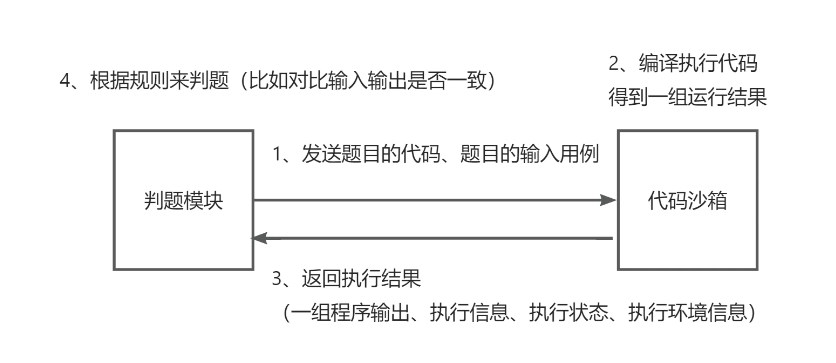 4、根据规则来判题（比如对比输入输出是否一致）
2、编译执行代码
得到一组运行结果
1、发送题目的代码、题目的输入用例
判题模块
代码沙箱
3、返回执行结果
（一组程序输出、执行信息、执行状态、执行环境信息）